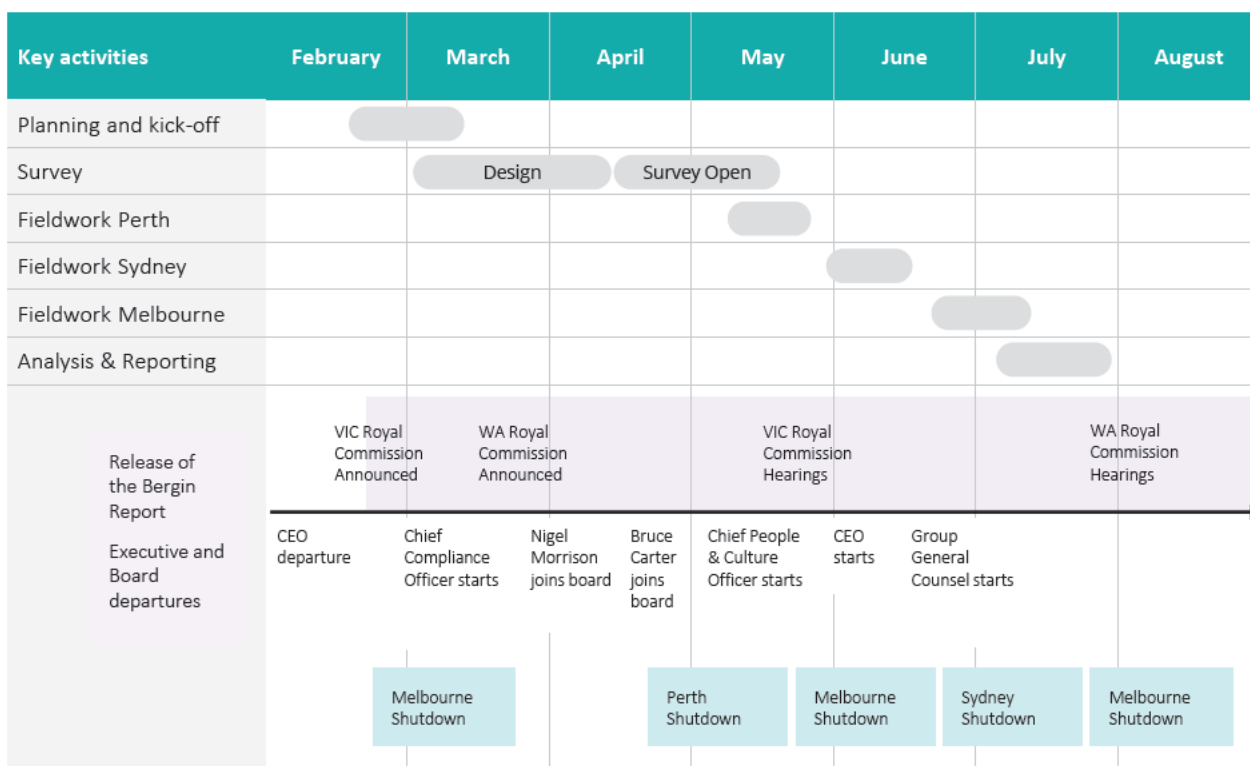 Key activities
February
March
April
May
June
July
August
Planning and kick-off
Survey
Design
Survey Open
Fieldwork Perth
Fieldwork Sydney
Fieldwork Melbourne
Analysis & Reporting
Release of
the Bergin
Report
Executive and
Board
departures
VIC Royal
Commission
Announced
WA Royal
Commission
Announced
VIC Royal
Commission
Hearings
WA Royal
Commission
Hearings
CEO
departure
Chief
Compliance
Officer starts
Nigel
Morrison
joins board
Bruce
Carter
joins
board
Chief People
& Culture
Officer starts
CEO
starts
Group
General
Counsel starts
Melbourne
Shutdown
Perth
Shutdown
Melbourne
Shutdown
Sydney
Shutdown
Melbourne
Shutdown